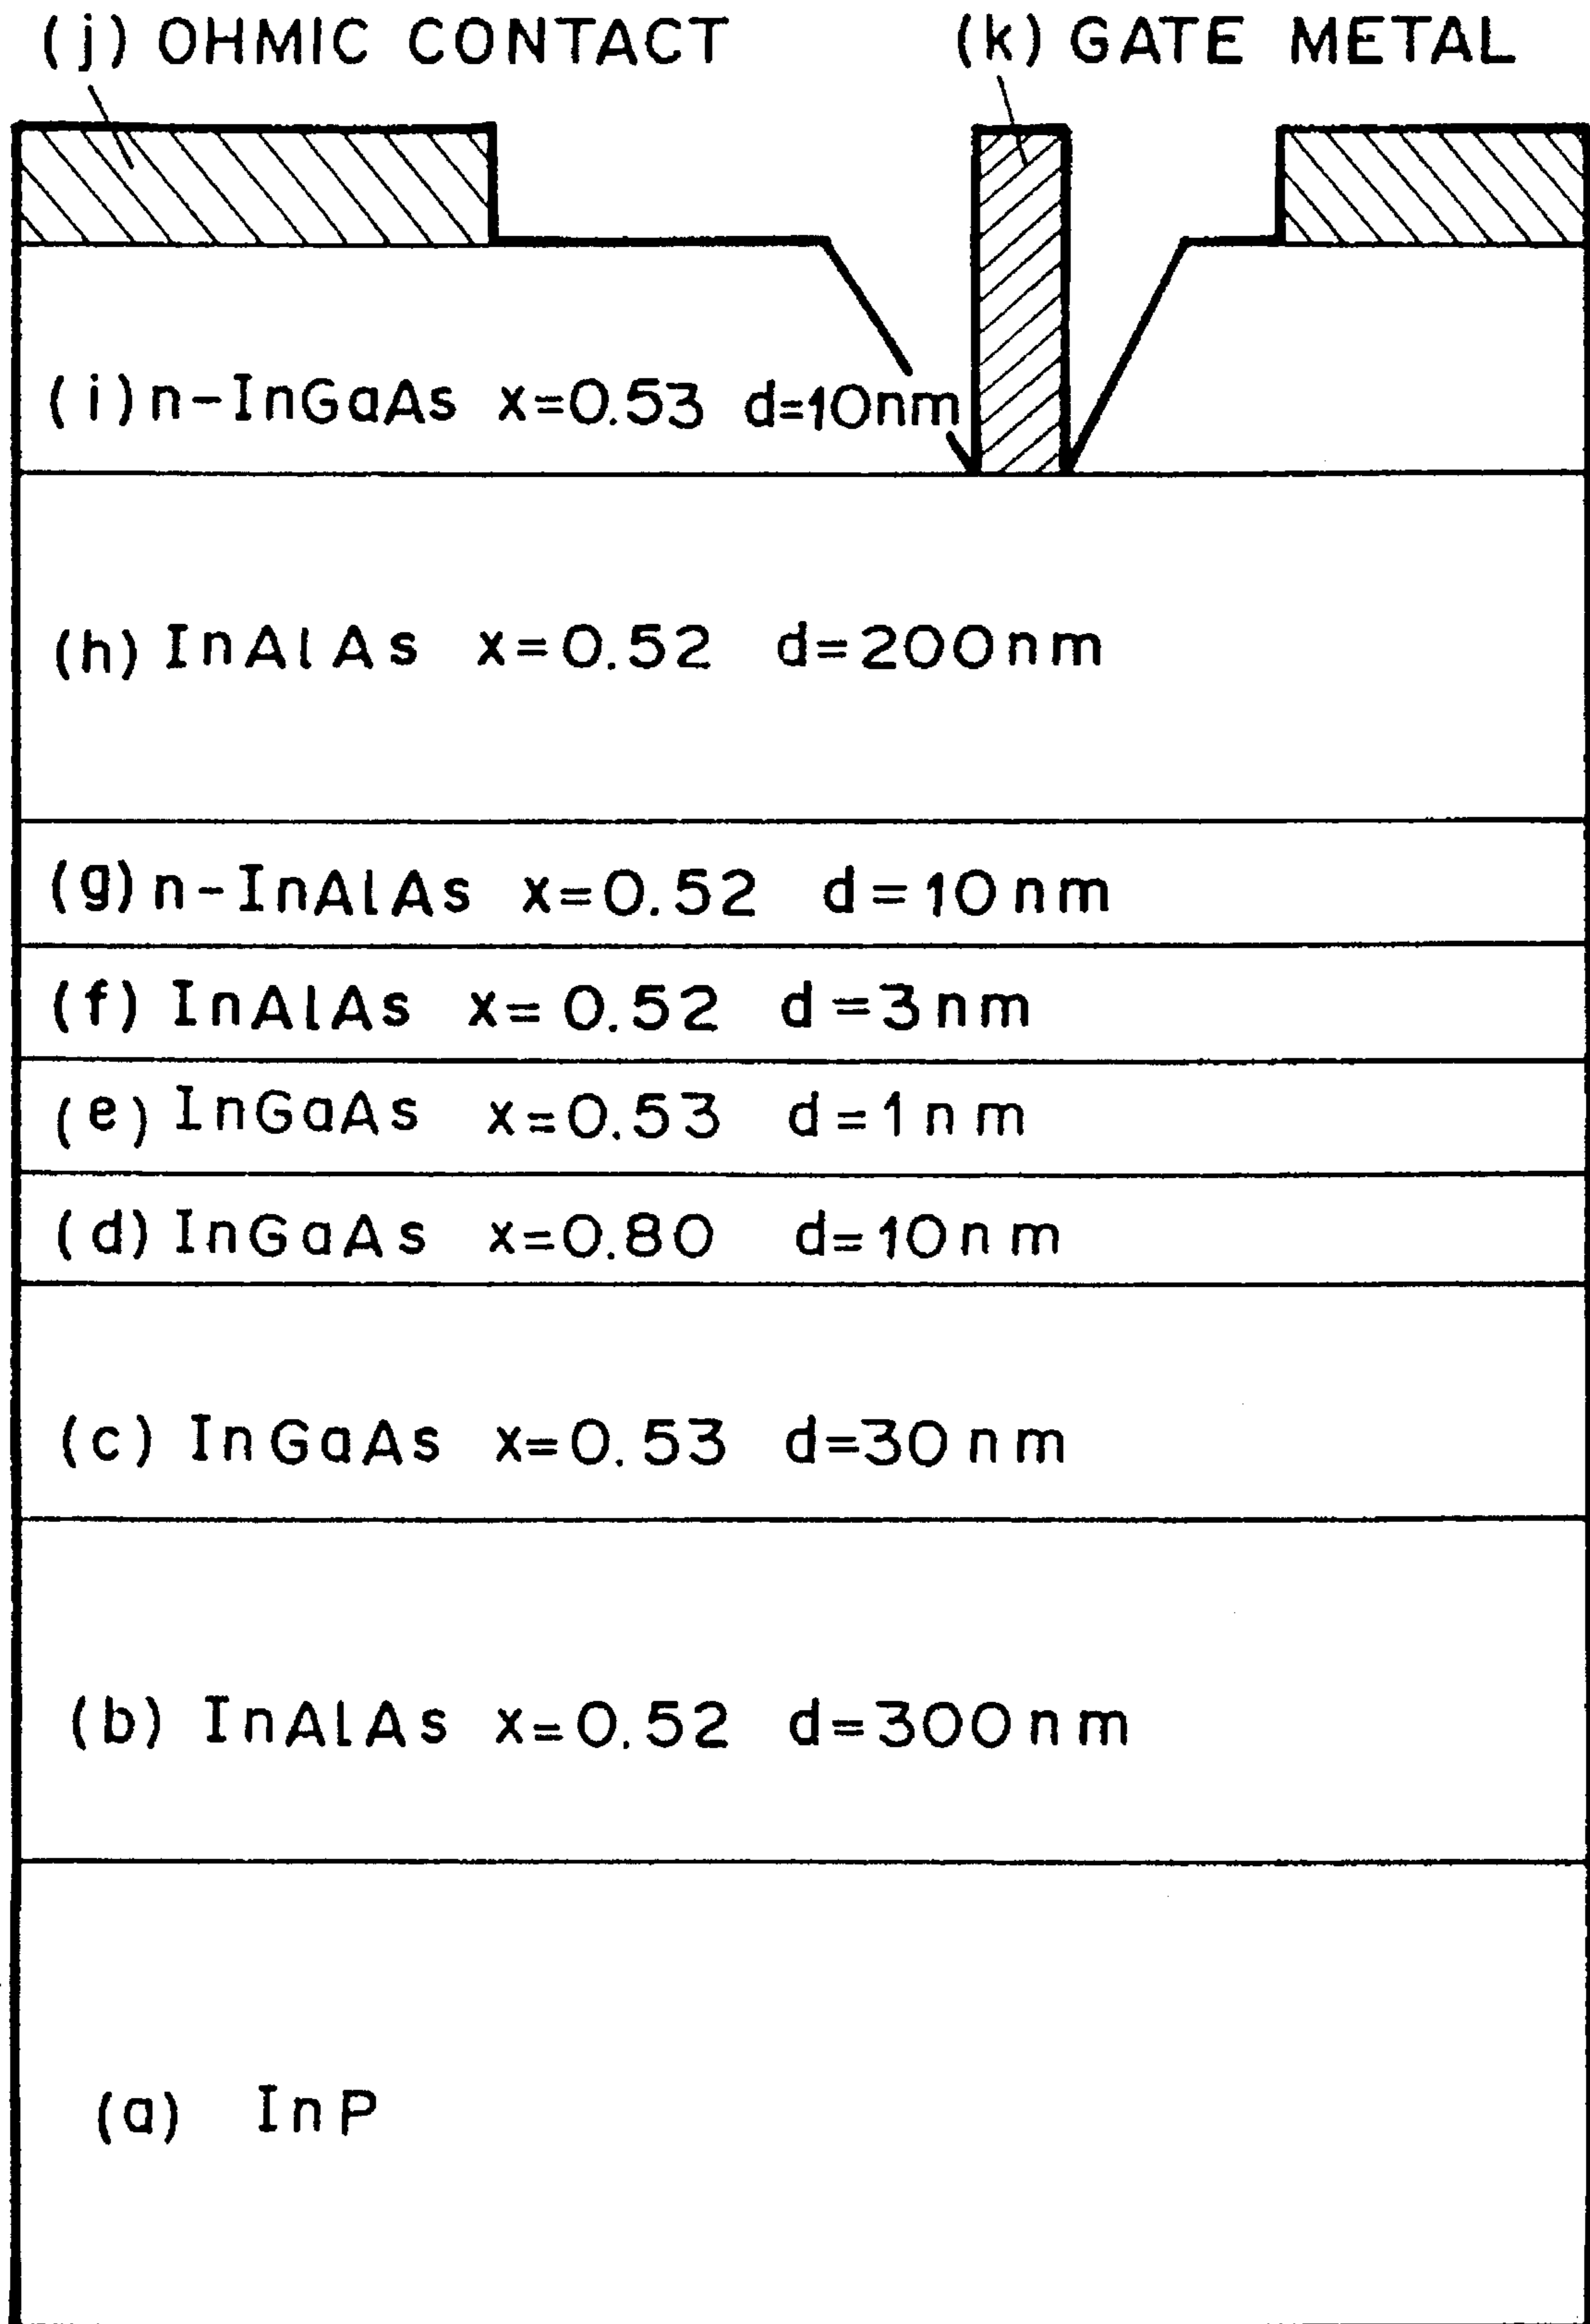 (j) OHMIC CONTACT (k) GATE METAL
(i) n-InGaAs x=0.53 d=10nm
(h) InAlAs x=0.52 d=200nm
(g) n-InAlAs x=0.52 d=10nm
(f) InAlAs x=0.52 d=3nm
(e) InGaAs x=0.53 d=1nm
(d) InGaAs x=0.80 d=10nm
(c) InGaAs x=0.53 d=30nm
(b) InAlAs x=0.52 d=300nm
(a) InP